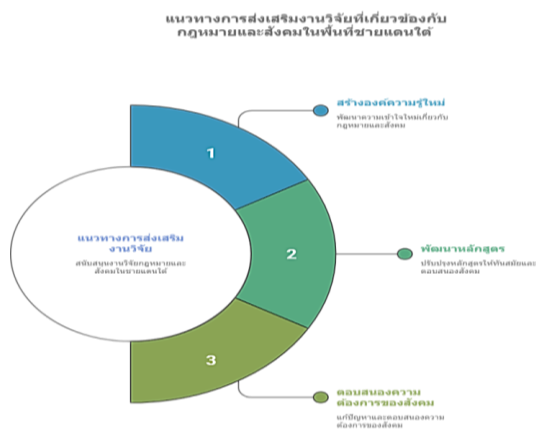 แนวทางการส่งเสริมงานวิจัยที่เกี่ยวข้องกับ
กฎหมายและสังคมในพื้นที่ชายแดนใต้
สร้างองค์ความรู้ใหม่
พัฒนาความเข้าใจใหม่เกี่ยวกับ
กฎหมายและสังคม
1
แนวทางการส่งเสริม
งานวิจัย
สนับสนุนงานวิจัยกฎหมายและ
สังคมในชายแดนใต้
2
พัฒนาหลักสูตร
ปรับปรุงหลักสูตรให้ทันสมัยและ
ตอบสนองสังคม
3
ตอบสนองความ
ต้องการของสังคม
แก้ปัญหาและตอบสนองความ
ต้องการของสังคม